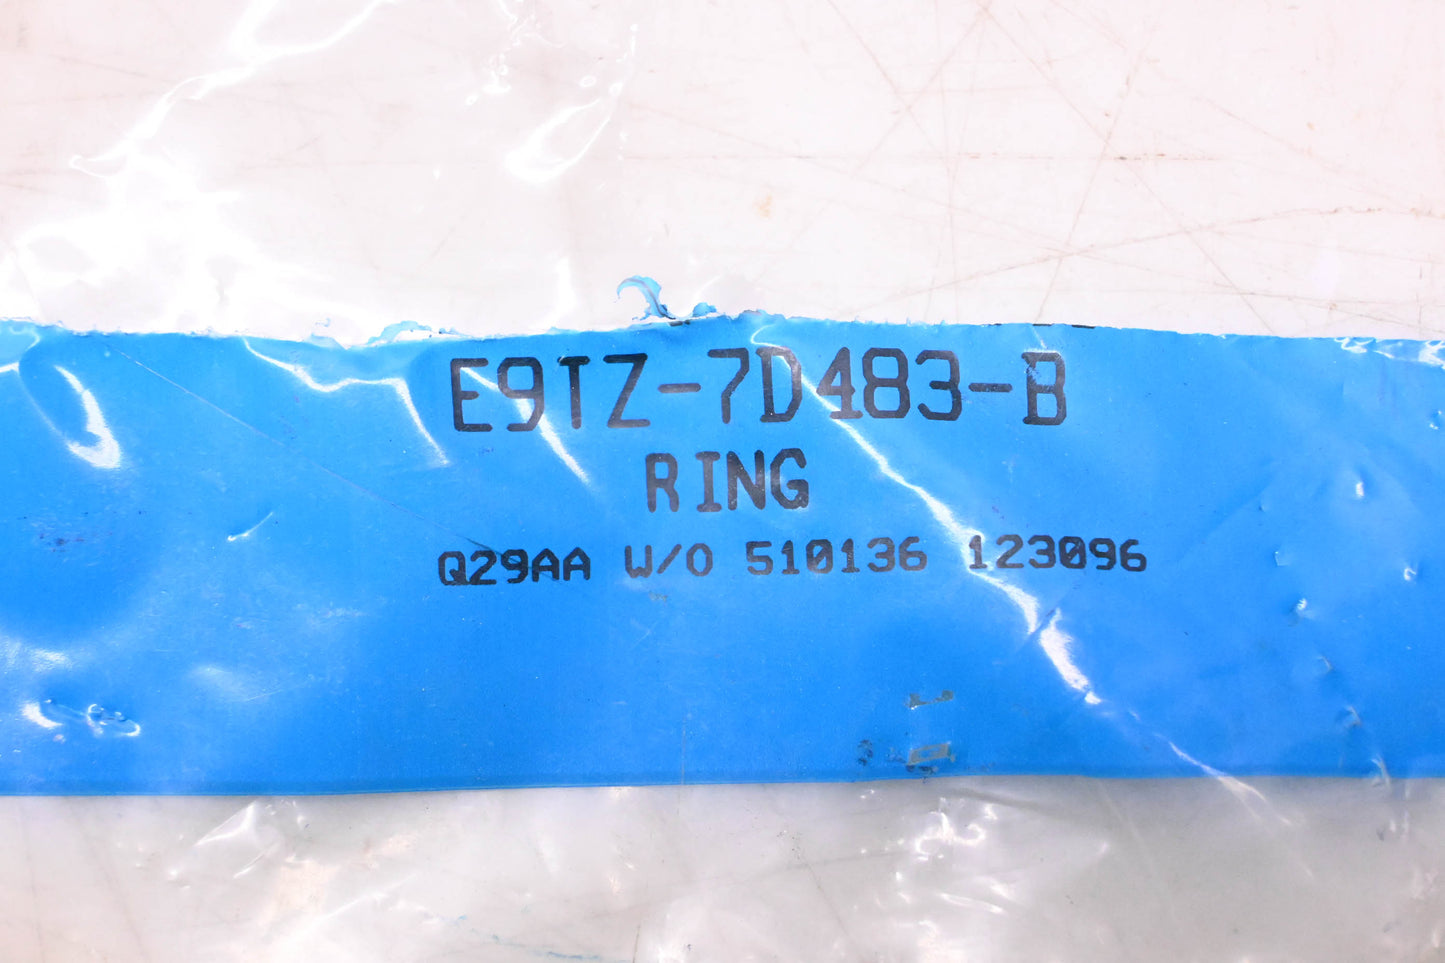 E9TZ-7D483-B
RING
Q29AA W/O 510136 123096